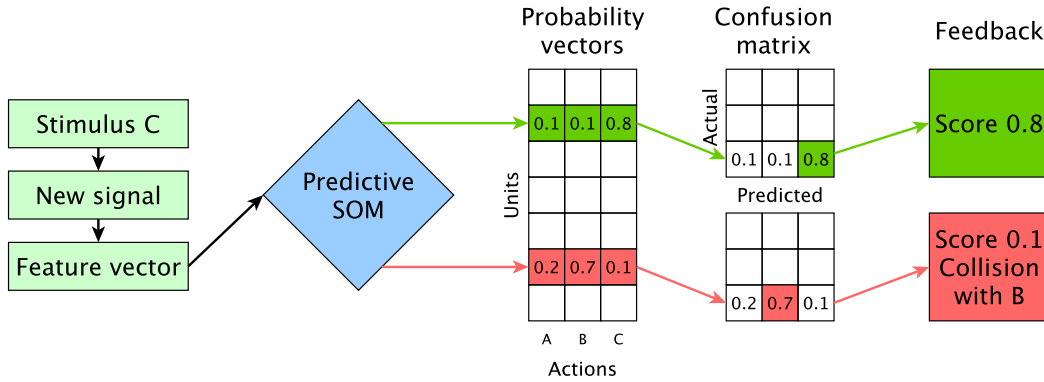 Probability
vectors
Confusion
matrix
Feedback
Stimulus C
New signal
Feature vector
Predictive
SOM
Units
0.1 0.1 0.8
0.2 0.7 0.1
A B C
Actions
Actual
0.1 0.1 0.8
Predicted
0.2 0.7 0.1
Score 0.8
Score 0.1
Collision
with B